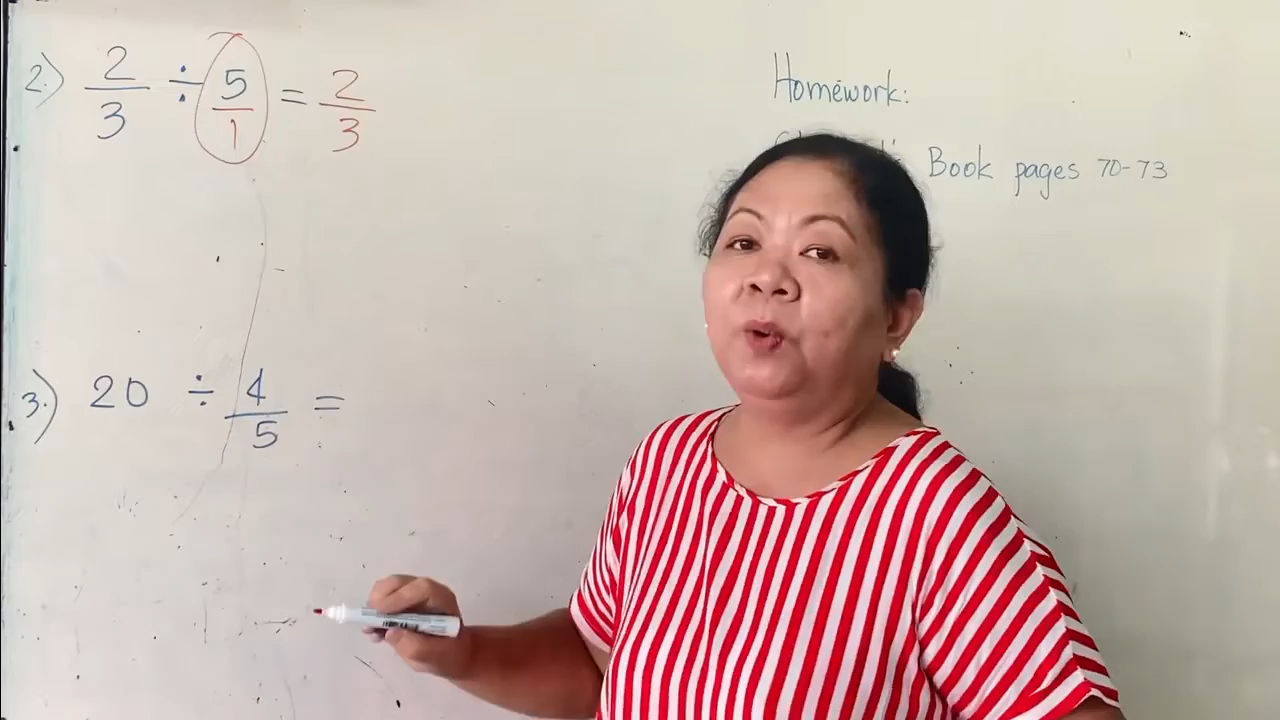 2.) 2/3 ÷ 5/1 = 2/3
3.) 20 ÷ 4/5 =
Homework:
Book pages 70-73